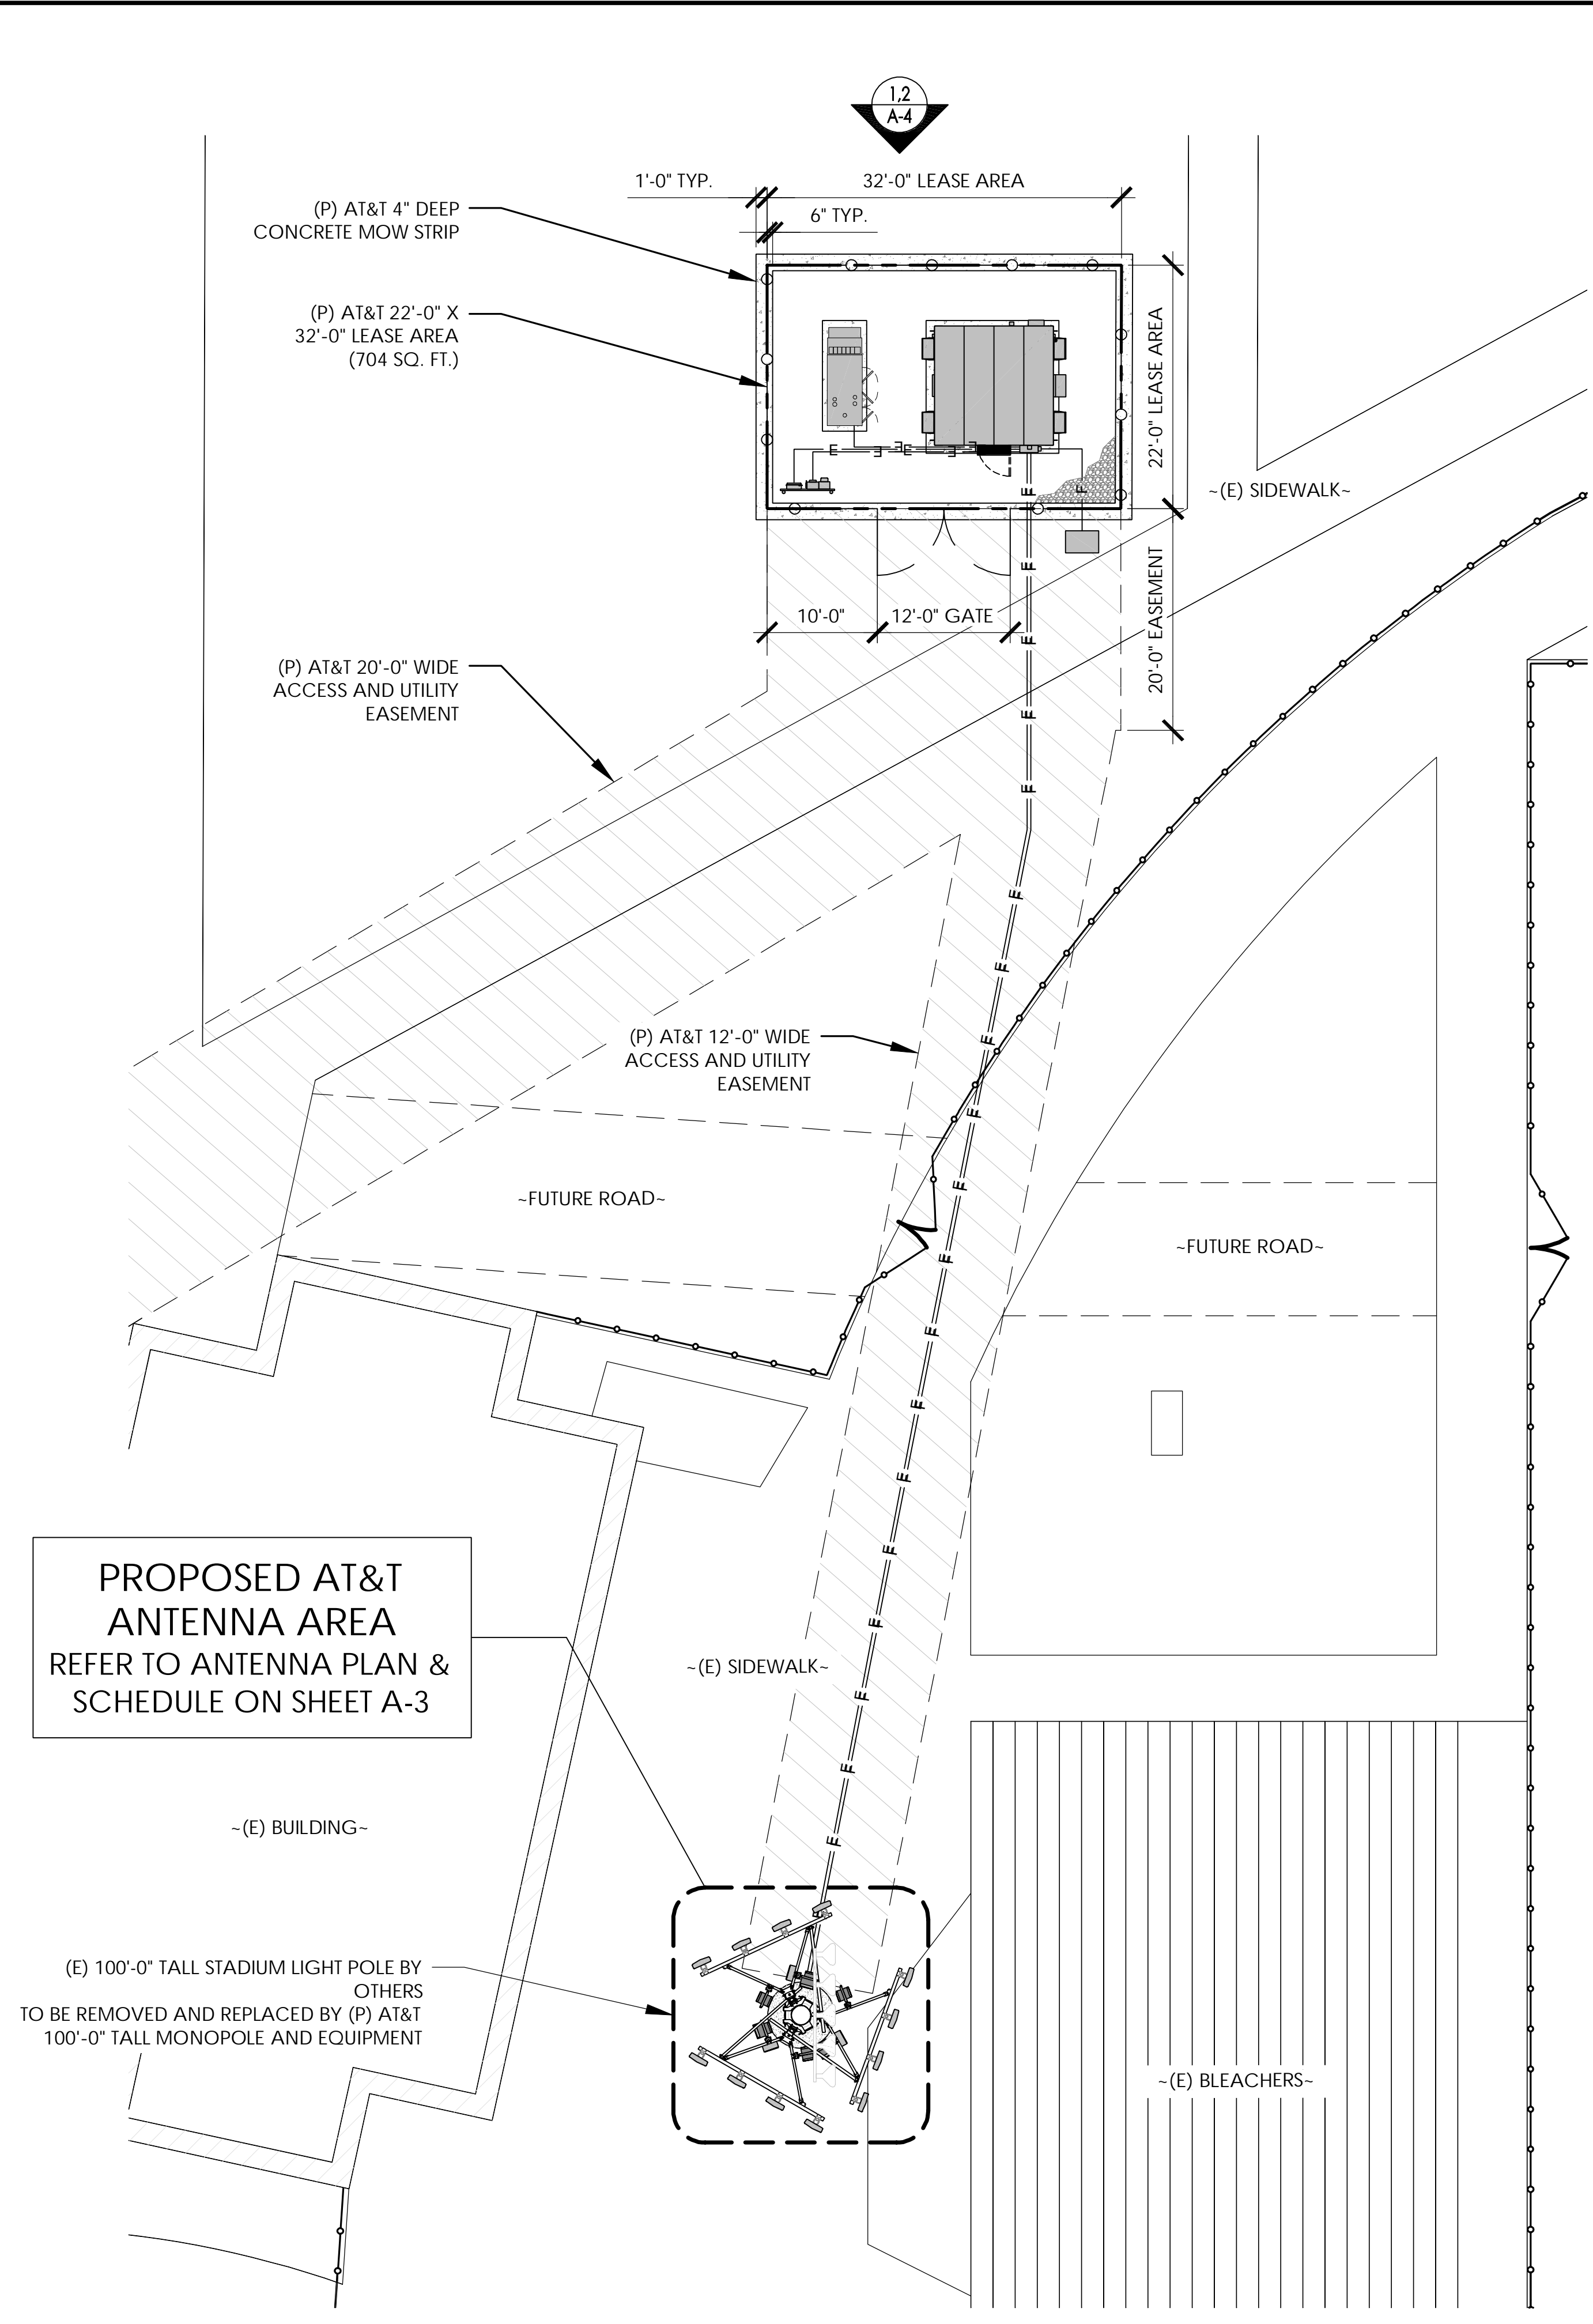 1,2
A-4
1'-0" TYP.
32'-0" LEASE AREA
6" TYP.
(P) AT&T 4" DEEP
CONCRETE MOW STRIP
(P) AT&T 22'-0" X
32'-0" LEASE AREA
(704 SQ. FT.)
22'-0" LEASE AREA
~(E) SIDEWALK~
20'-0" EASEMENT
10'-0"
12'-0" GATE
(P) AT&T 20'-0" WIDE
ACCESS AND UTILITY
EASEMENT
(P) AT&T 12'-0" WIDE
ACCESS AND UTILITY
EASEMENT
~FUTURE ROAD~
~FUTURE ROAD~
PROPOSED AT&T
ANTENNA AREA
REFER TO ANTENNA PLAN &
SCHEDULE ON SHEET A-3
~(E) SIDEWALK~
~(E) BUILDING~
(E) 100'-0" TALL STADIUM LIGHT POLE BY
OTHERS
TO BE REMOVED AND REPLACED BY (P) AT&T
100'-0" TALL MONOPOLE AND EQUIPMENT
~(E) BLEACHERS~